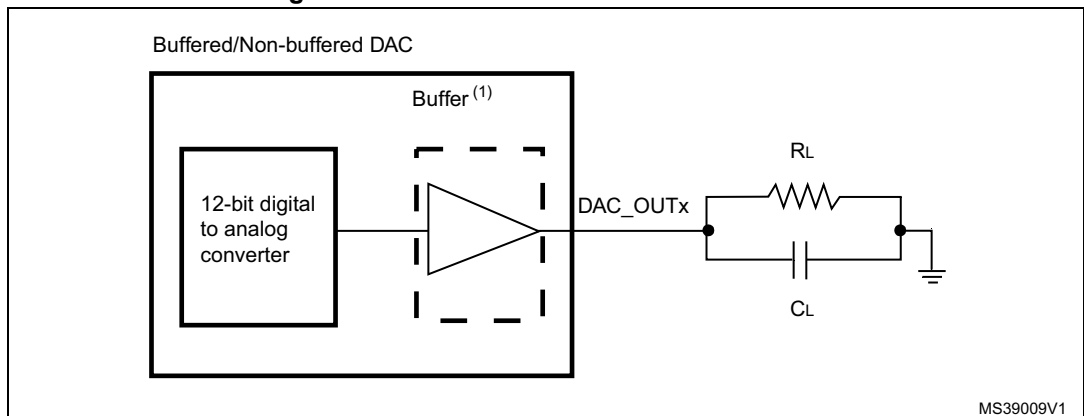 Buffered/Non-buffered DAC
Buffer (1)
12-bit digital
to analog
converter
DAC_OUTx
RL
CL
MS39009V1